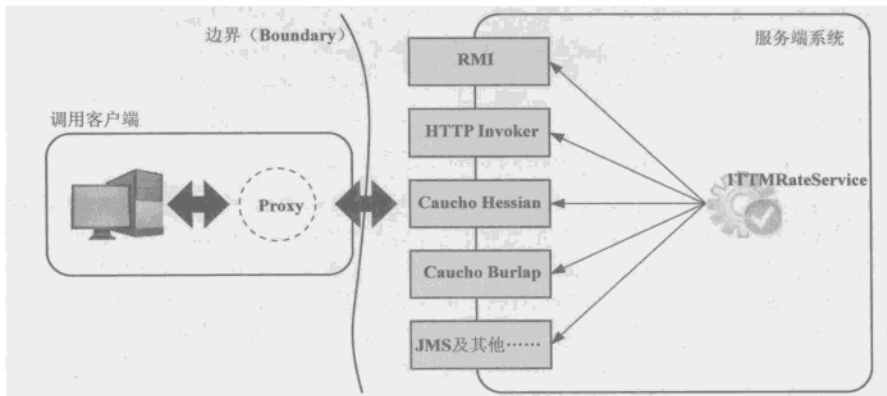 边界（Boundary）
服务端系统
调用客户端
RMI
HTTP Invoker
Caucho Hessian
Caucho Burlap
JMS及其他……
Proxy
ITTMRateService